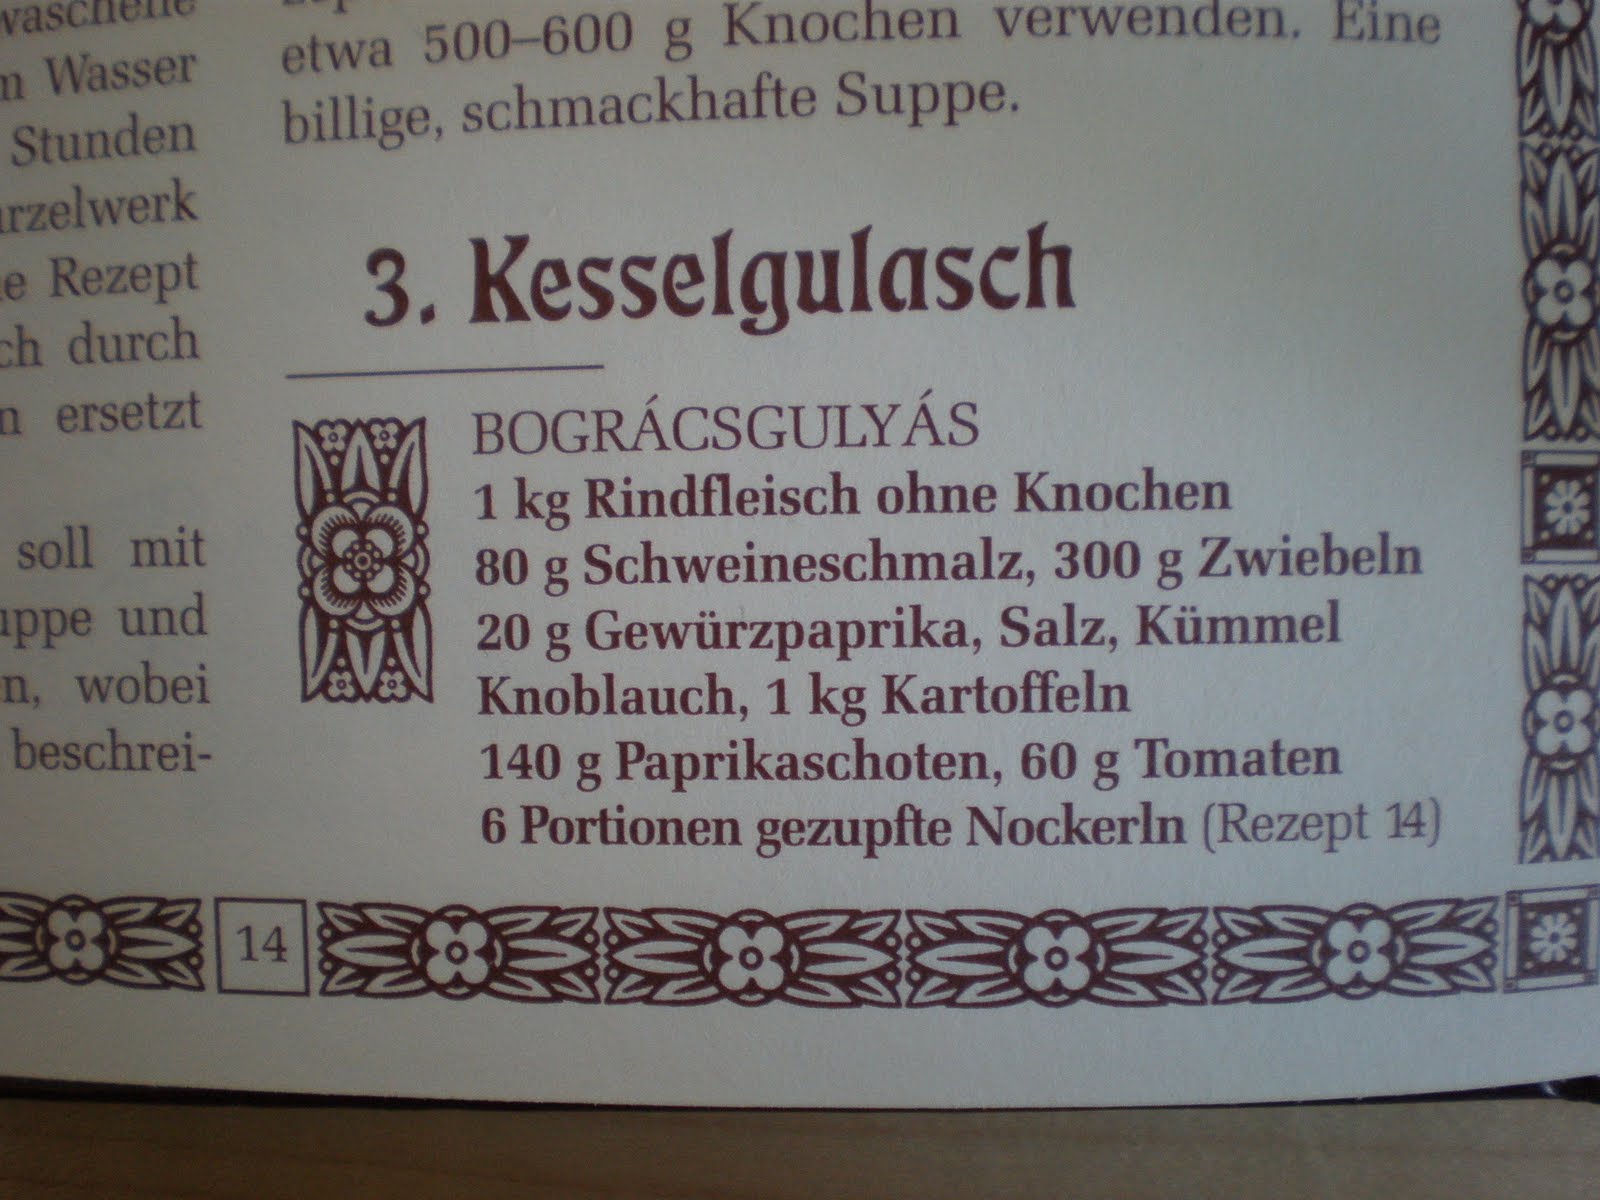 m Wasser
Stunden
e Rezept
ch durch
n ersetzt
soll mit
und
n, wobei
beschrei-
etwa 500–600 g Knochen verwenden. Eine
billige, schmackhafte Suppe.
3. Kesselgulasch
BOGRÁCSGULYÁS
1 kg Rindfleisch ohne Knochen
80 g Schweineschmalz, 300 g Zwiebeln
20 g Gewürzpaprika, Salz, Kümmel
Knoblauch, 1 kg Kartoffeln
140 g Paprikaschoten, 60 g Tomaten
6 Portionen gezupfte Nockerln (Rezept 14)
14